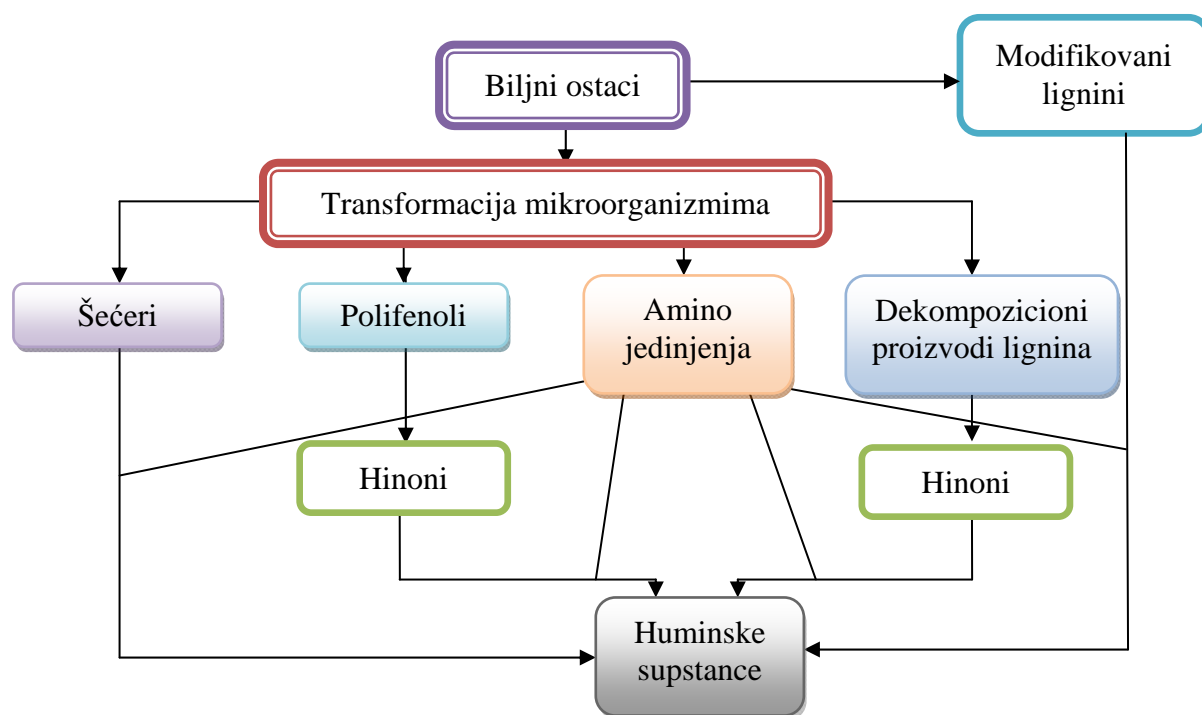 Biljni ostaci
Modifikovani
lignini
Transformacija mikroorganizmima
Šećeri
Polifenoli
Amino
jedinjenja
Dekompozicioni
proizvodi lignina
Hinoni
Hinoni
Huminske
supstance